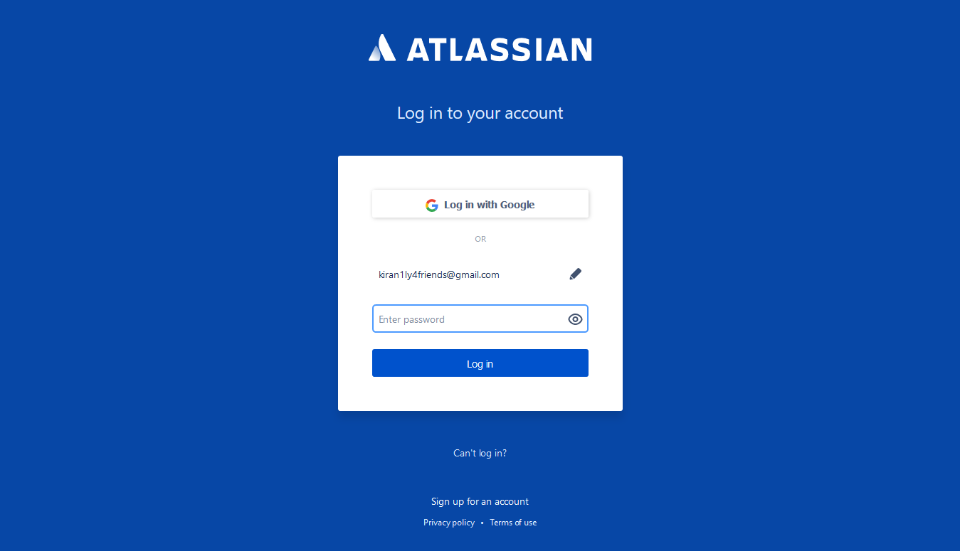 ATLASSIAN
Log in to your account
Log in with Google
OR
kiran1ly4friends@gmail.com
Enter password
Log in
Can't log in?
Sign up for an account
Privacy policy • Terms of use